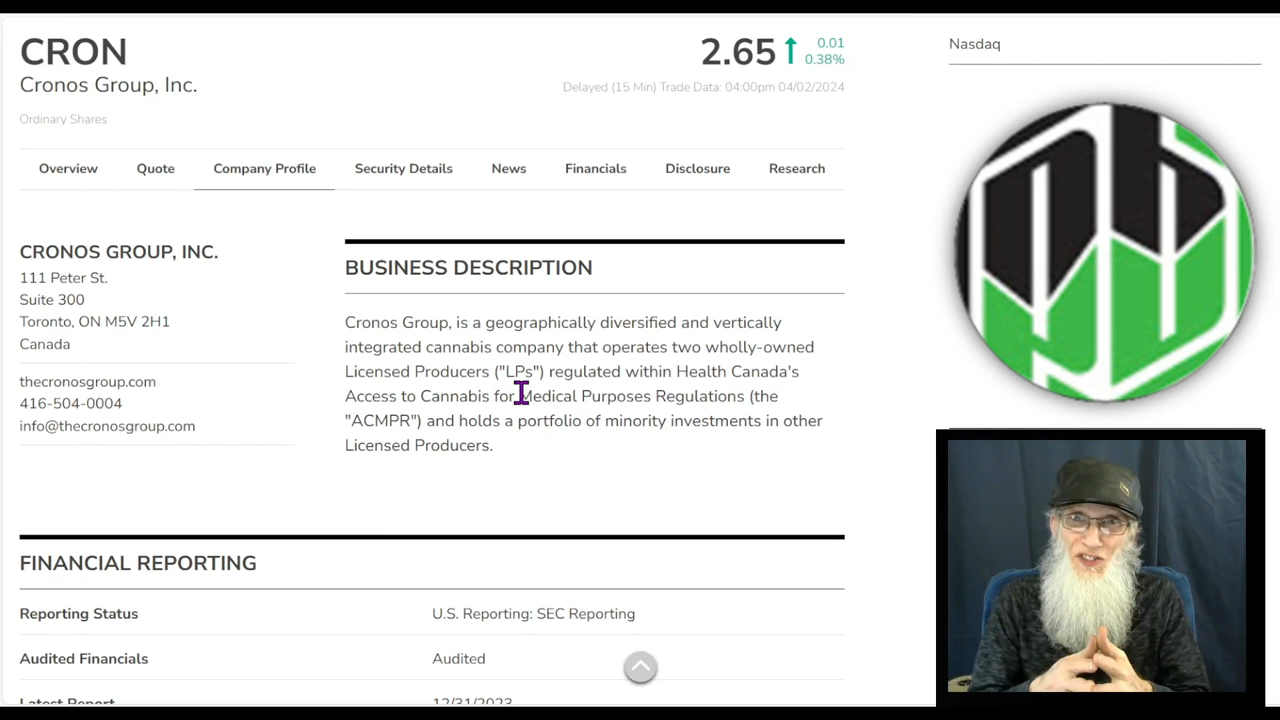 CRON
2.65
0.01
0.38%
Cronos Group, Inc.
Delayed (15 Min) Trade Data: 04:00pm 04/02/2024
Ordinary Shares
Nasdaq
Overview
Quote
Company Profile
Security Details
News
Financials
Disclosure
Research
CRONOS GROUP, INC.
111 Peter St.
Suite 300
Toronto, ON M5V 2H1
Canada
thecronosgroup.com
416-504-0004
info@thecronosgroup.com
BUSINESS DESCRIPTION
Cronos Group, is a geographically diversified and vertically
integrated cannabis company that operates two wholly-owned
Licensed Producers ("LPs") regulated within Health Canada's
Access to Cannabis for Medical Purposes Regulations (the
"ACMPR") and holds a portfolio of minority investments in other
Licensed Producers.
FINANCIAL REPORTING
Reporting Status
U.S. Reporting: SEC Reporting
Audited Financials
Audited
Latest Report
12/31/2023